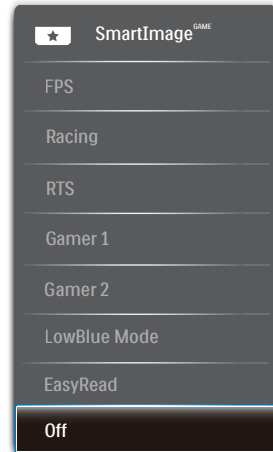 SmartImage GAME
FPS
Racing
RTS
Gamer 1
Gamer 2
LowBlue Mode
EasyRead
Off